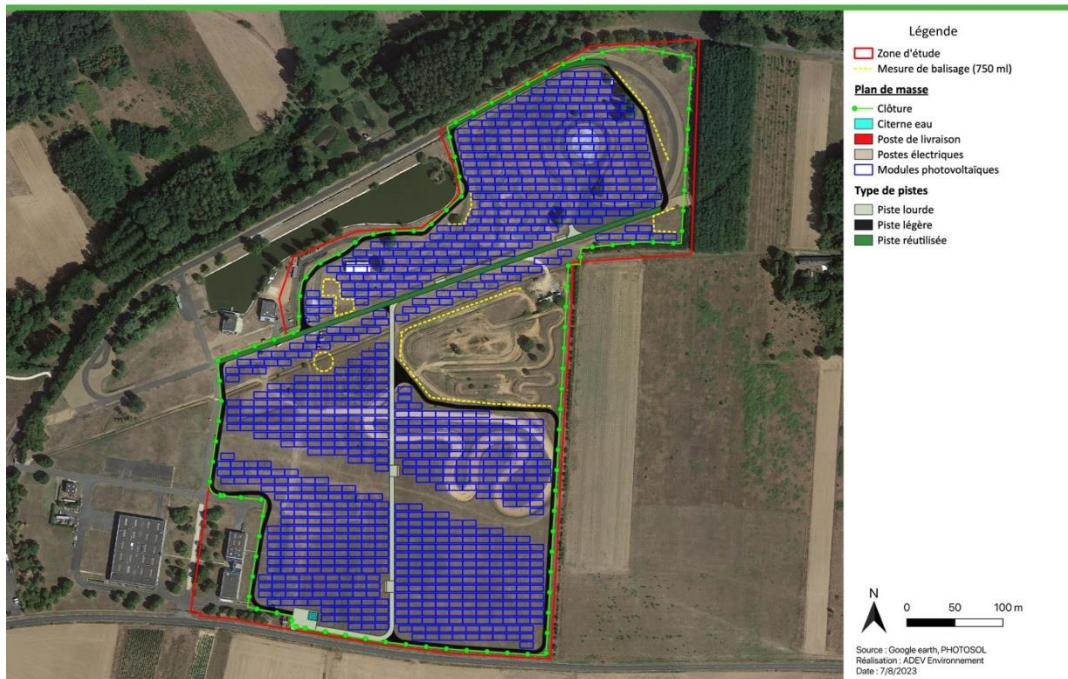 Légende
Zone d'étude
Mesure de balisage (750 ml)
Plan de masse
Clôture
Citerne eau
Poste de livraison
Postes électriques
Modules photovoltaïques
Type de pistes
Piste lourde
Piste légère
Piste réutilisée
N
0 50 100 m
Source : Google earth, PHOTOSOL
Réalisation : ADEV Environnement
Date : 7/8/2023